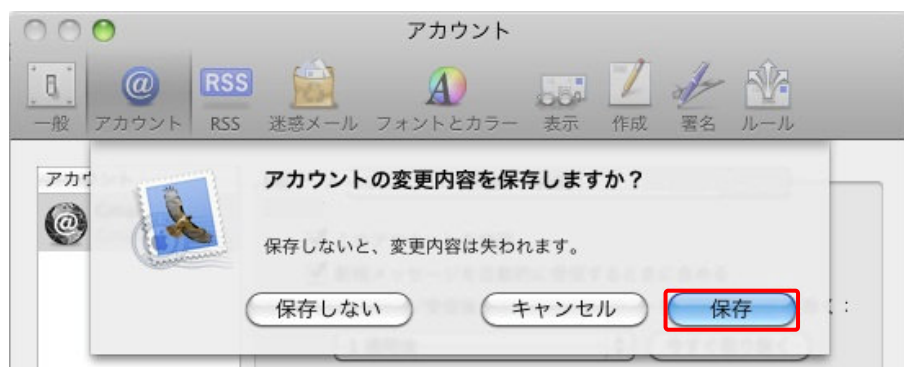 アカウント
RSS
一般 アカウント RSS 迷惑メール フォントとカラー 表示 作成 署名 ルール
アカウントの変更内容を保存しますか？
保存しないと、変更内容は失われます。
保存しない キャンセル 保存